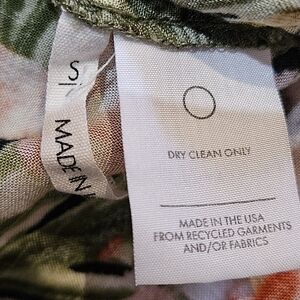 S
MADE IN
DRY CLEAN ONLY
MADE IN THE USA
FROM RECYCLED GARMENTS
AND/OR FABRICS